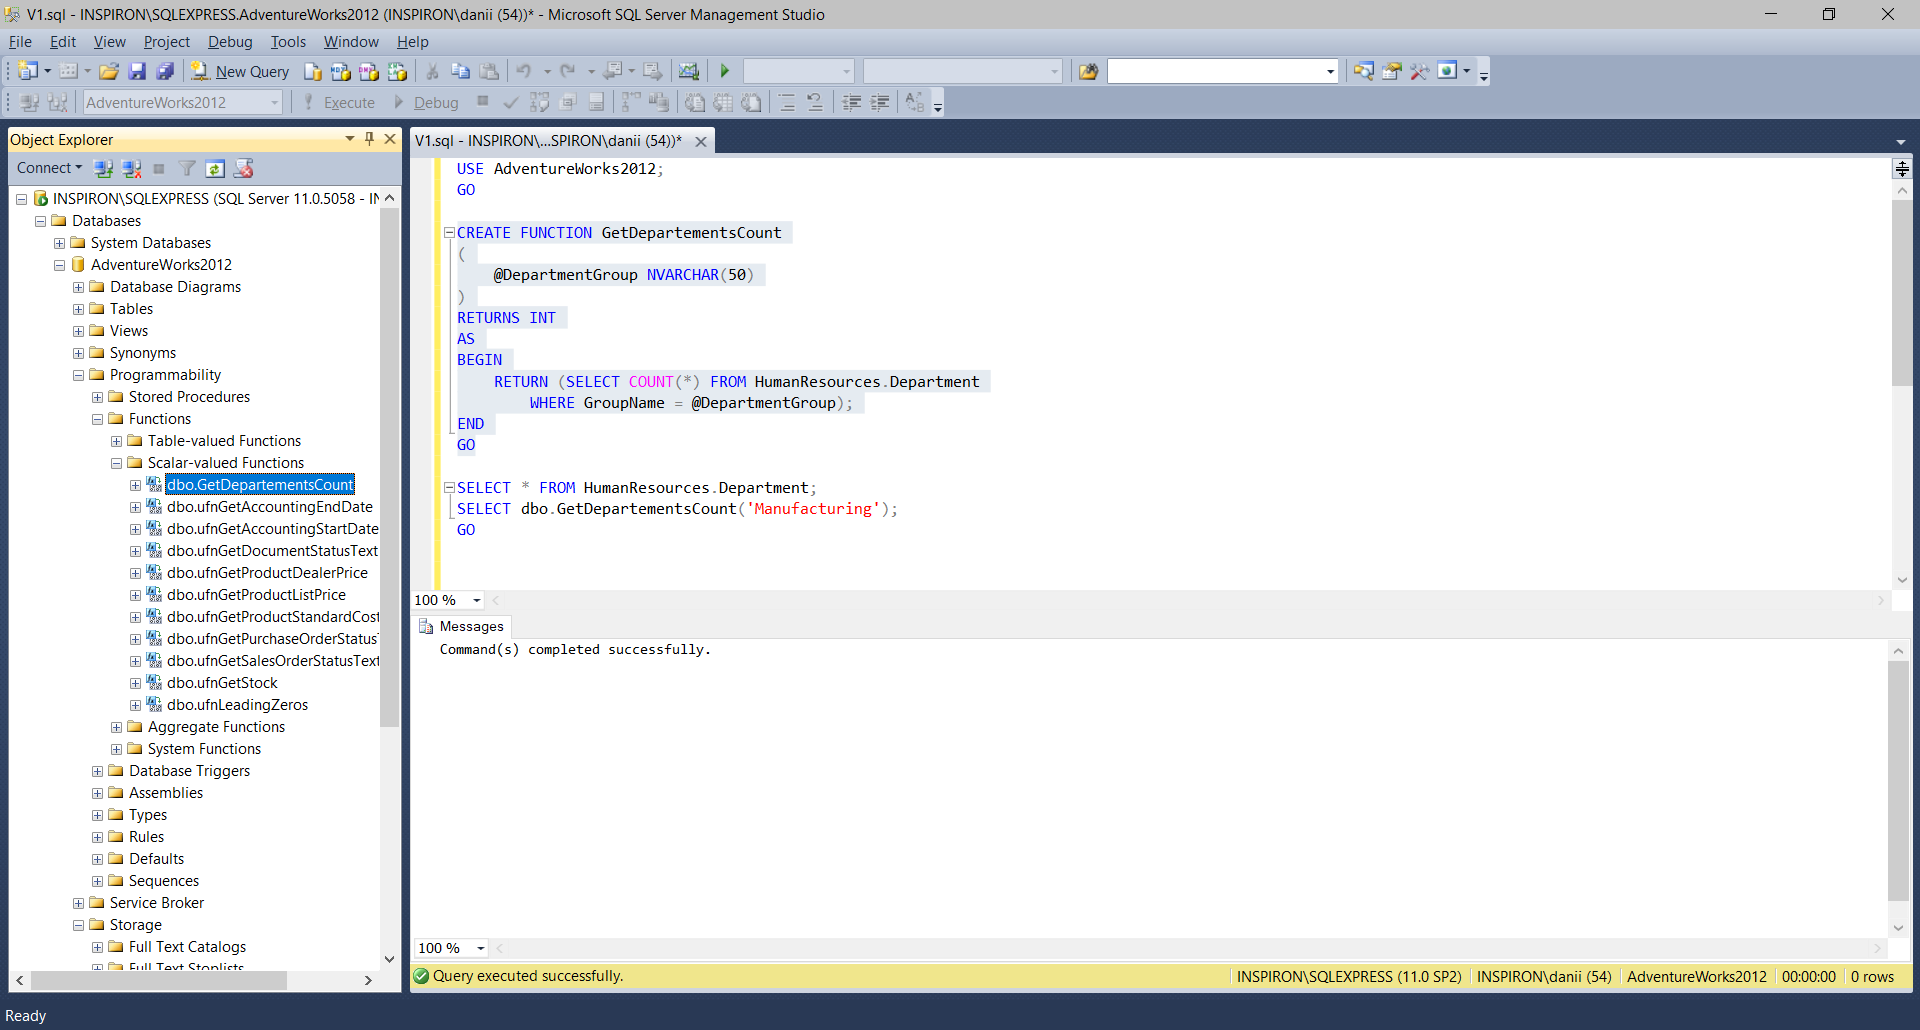 V1.sql - INSPIRON\SQLEXPRESS.AdventureWorks2012 (INSPIRON\danii (54))* - Microsoft SQL Server Management Studio
File Edit View Project Debug Tools Window Help
New Query
AdventureWorks2012 Execute Debug
Object Explorer
Connect
INSPIRON\SQLEXPRESS (SQL Server 11.0.5058 - IN
Databases
System Databases
AdventureWorks2012
Database Diagrams
Tables
Views
Synonyms
Programmability
Stored Procedures
Functions
Table-valued Functions
Scalar-valued Functions
dbo.GetDepartementsCount
dbo.ufnGetAccountingEndDate
dbo.ufnGetAccountingStartDate
dbo.ufnGetDocumentStatusText
dbo.ufnGetProductDealerPrice
dbo.ufnGetProductListPrice
dbo.ufnGetProductStandardCost
dbo.ufnGetPurchaseOrderStatus
dbo.ufnGetSalesOrderStatusText
dbo.ufnGetStock
dbo.ufnLeadingZeros
Aggregate Functions
System Functions
Database Triggers
Assemblies
Types
Rules
Defaults
Sequences
Service Broker
Storage
Full Text Catalogs
Full Text Stoplists
V1.sql - INSPIRON\...SPIRON\danii (54))*
USE AdventureWorks2012;
GO
CREATE FUNCTION GetDepartementsCount
(
@DepartmentGroup NVARCHAR(50)
)
RETURNS INT
AS
BEGIN
RETURN (SELECT COUNT(*) FROM HumanResources.Department
WHERE GroupName = @DepartmentGroup);
END
GO
SELECT * FROM HumanResources.Department;
SELECT dbo.GetDepartementsCount('Manufacturing');
GO
100 %
Messages
Command(s) completed successfully.
100 %
Query executed successfully. INSPIRON\SQLEXPRESS (11.0 SP2) INSPIRON\danii (54) AdventureWorks2012 00:00:00 0 rows
Ready